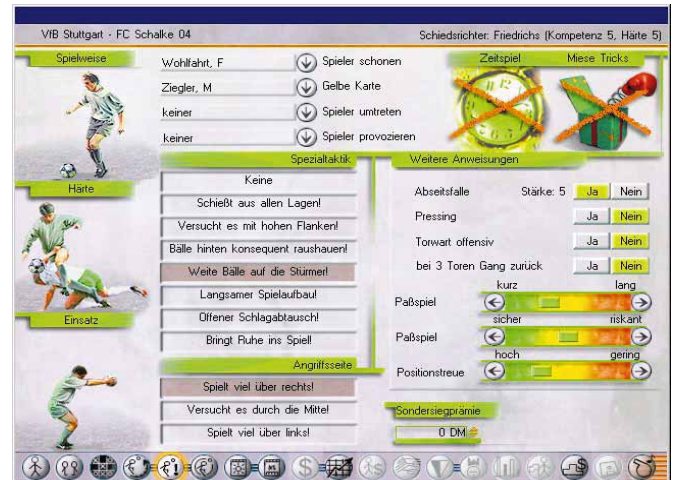 VfB Stuttgart - FC Schalke 04
Schiedsrichter: Friedrichs (Kompetenz 5, Härte 5)
Spielweise
Wohlfahrt, F
Spieler schonen
Ziegler, M
Gelbe Karte
keiner
Spieler umtreten
keiner
Spieler provozieren
Zeitspiel
Miese Tricks
Härte
Einsatz
Spezialtaktik
Keine
Schießt aus allen Lagen!
Versucht es mit hohen Flanken!
Bälle hinten konsequent raushauen!
Weite Bälle auf die Stürmer!
Langsamer Spielaufbau!
Offener Schlagabtausch!
Bringt Ruhe ins Spiel!
Angriffsseite
Spielt viel über rechts!
Versucht es durch die Mitte!
Spielt viel über links!
Weitere Anweisungen
Abseitsfalle Stärke: 5 Ja Nein
Pressing Ja Nein
Torwart offensiv Ja Nein
bei 3 Toren Gang zurück Ja Nein
kurz lang
Paßspiel
sicher riskant
Paßspiel
hoch gering
Positionstreue
Sondersiegprämie
0 DM